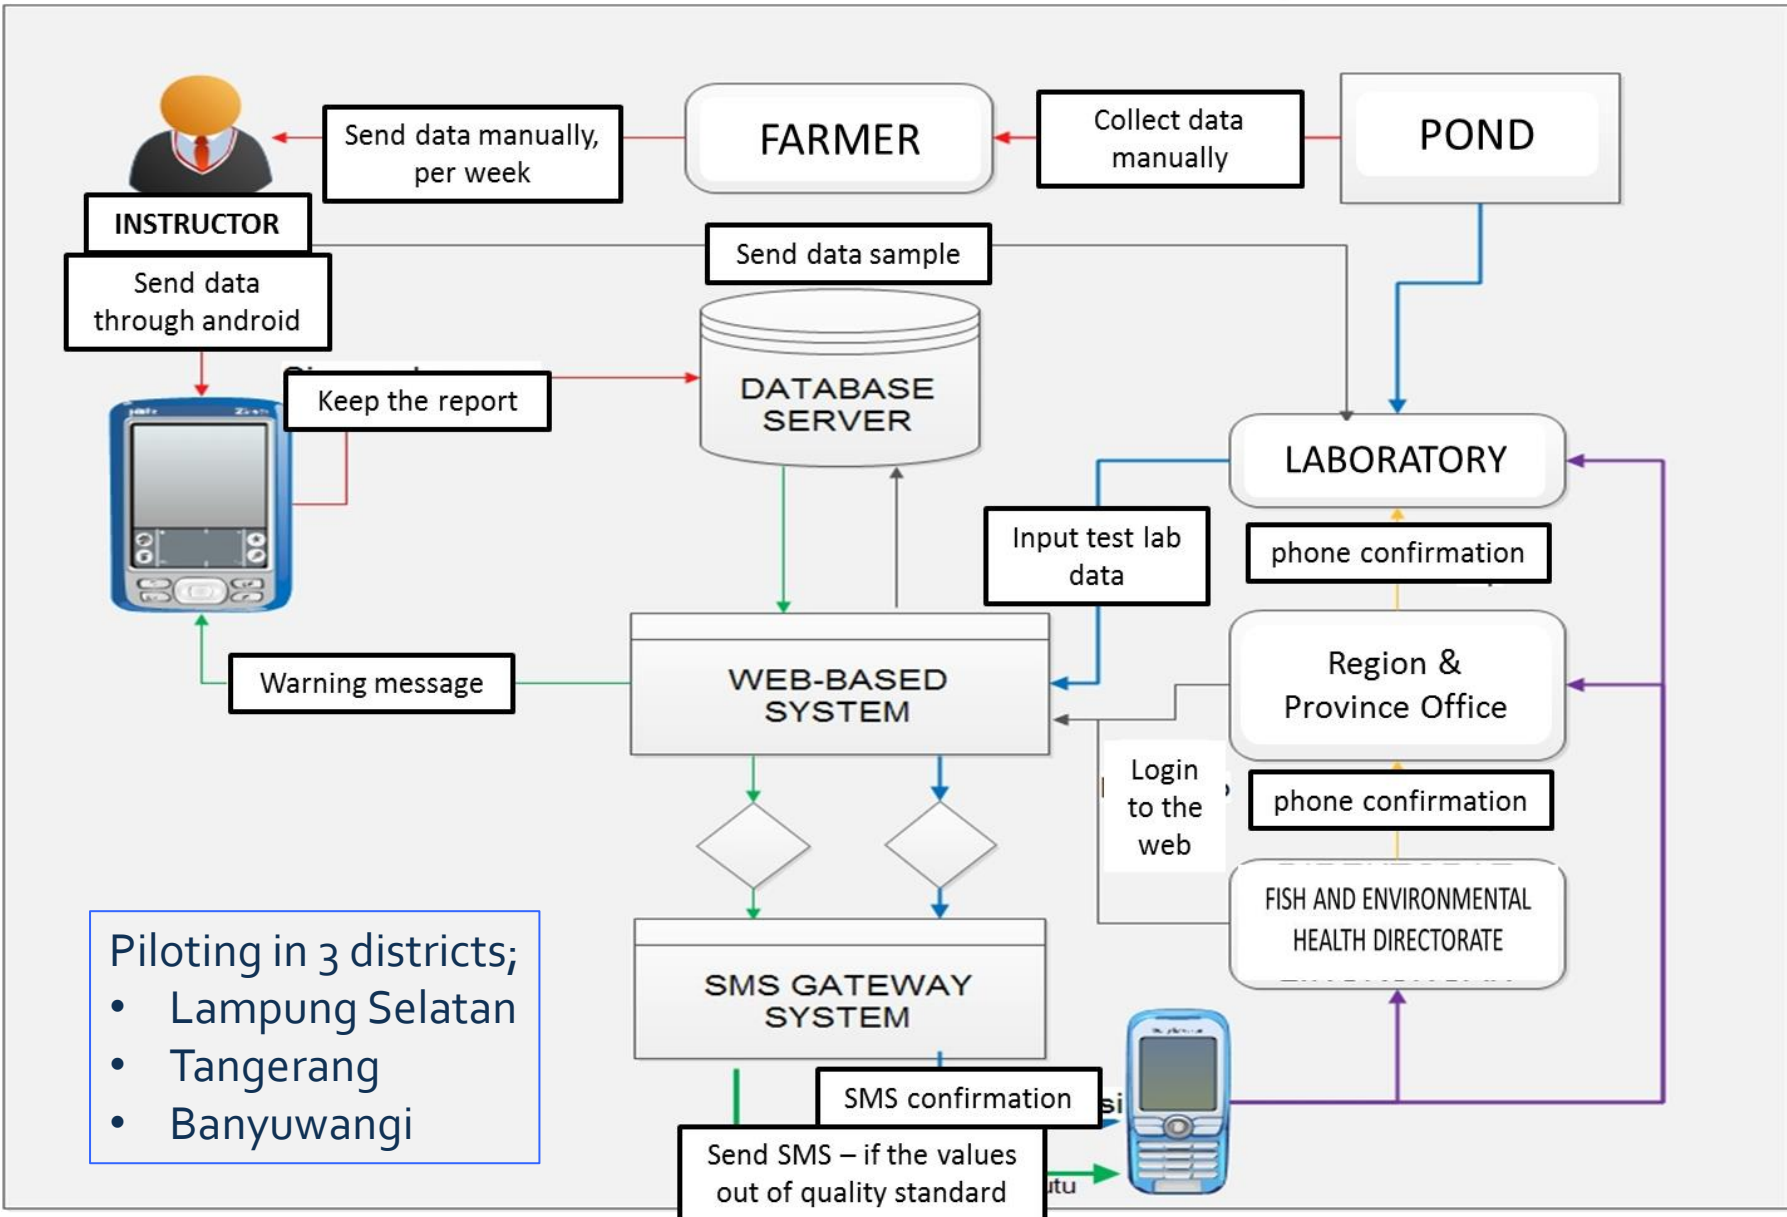 Send data manually,
per week
FARMER
Collect data
manually
POND
INSTRUCTOR
Send data
through android
Send data sample
Keep the report
DATABASE
SERVER
LABORATORY
Input test lab
data
phone confirmation
Region &
Province Office
Warning message
WEB-BASED
SYSTEM
Login
to the
web
phone confirmation
FISH AND ENVIRONMENTAL
HEALTH DIRECTORATE
Piloting in 3 districts;
• Lampung Selatan
• Tangerang
• Banyuwangi
SMS GATEWAY
SYSTEM
SMS confirmation
si
Send SMS – if the values
out of quality standard
utu